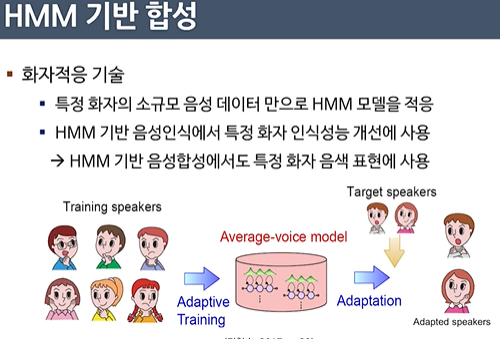 HMM 기반 합성
화자적응 기술
특정 화자의 소규모 음성 데이터 만으로 HMM 모델을 적응
HMM 기반 음성인식에서 특정 화자 인식성능 개선에 사용
→ HMM 기반 음성합성에서도 특정 화자 음색 표현에 사용
Target speakers
Training speakers
Average-voice model
Adaptive
Training
Adaptation
Adapted speakers